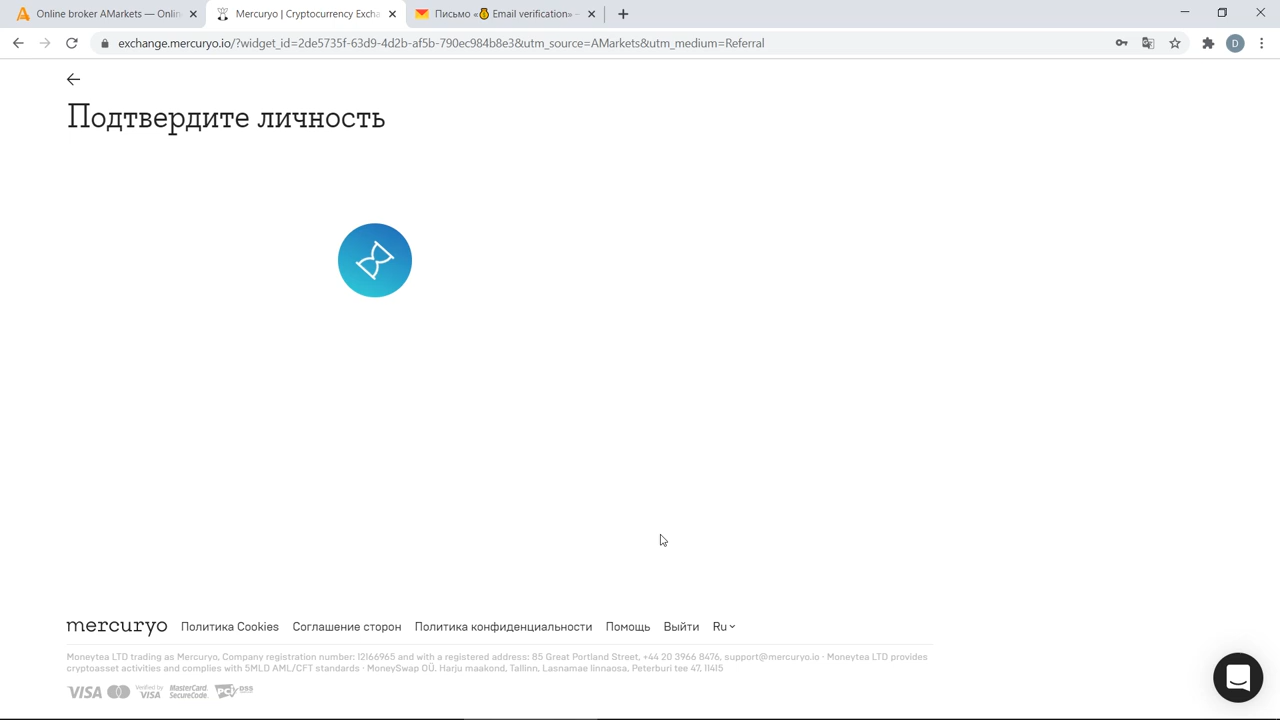 Online broker AMarkets — Onlin
Mercuryo | Cryptocurrency Excha
Письмо «💰 Email verification» –
exchange.mercuryo.io/?widget_id=2de5735f-63d9-4d2b-af5b-790ec984b8e3&utm_source=AMarkets&utm_medium=Referral
D
Подтвердите личность
mercuryo Политика Cookies Соглашение сторон Политика конфиденциальности Помощь Выйти Ru
Moneytea LTD trading as Mercuryo, Company registration number: 12166965 and with a registered address: 85 Great Portland Street, +44 20 3966 8476, support@mercuryo.io · Moneytea LTD provides
cryptoasset activities and complies with 5MLD AML/CFT standards · MoneySwap OÜ. Harju maakond, Tallinn, Lasnamae linnaosa, Peterburi tee 47, 11415
VISA Verified by VISA MasterCard. SecureCode. PCI DSS